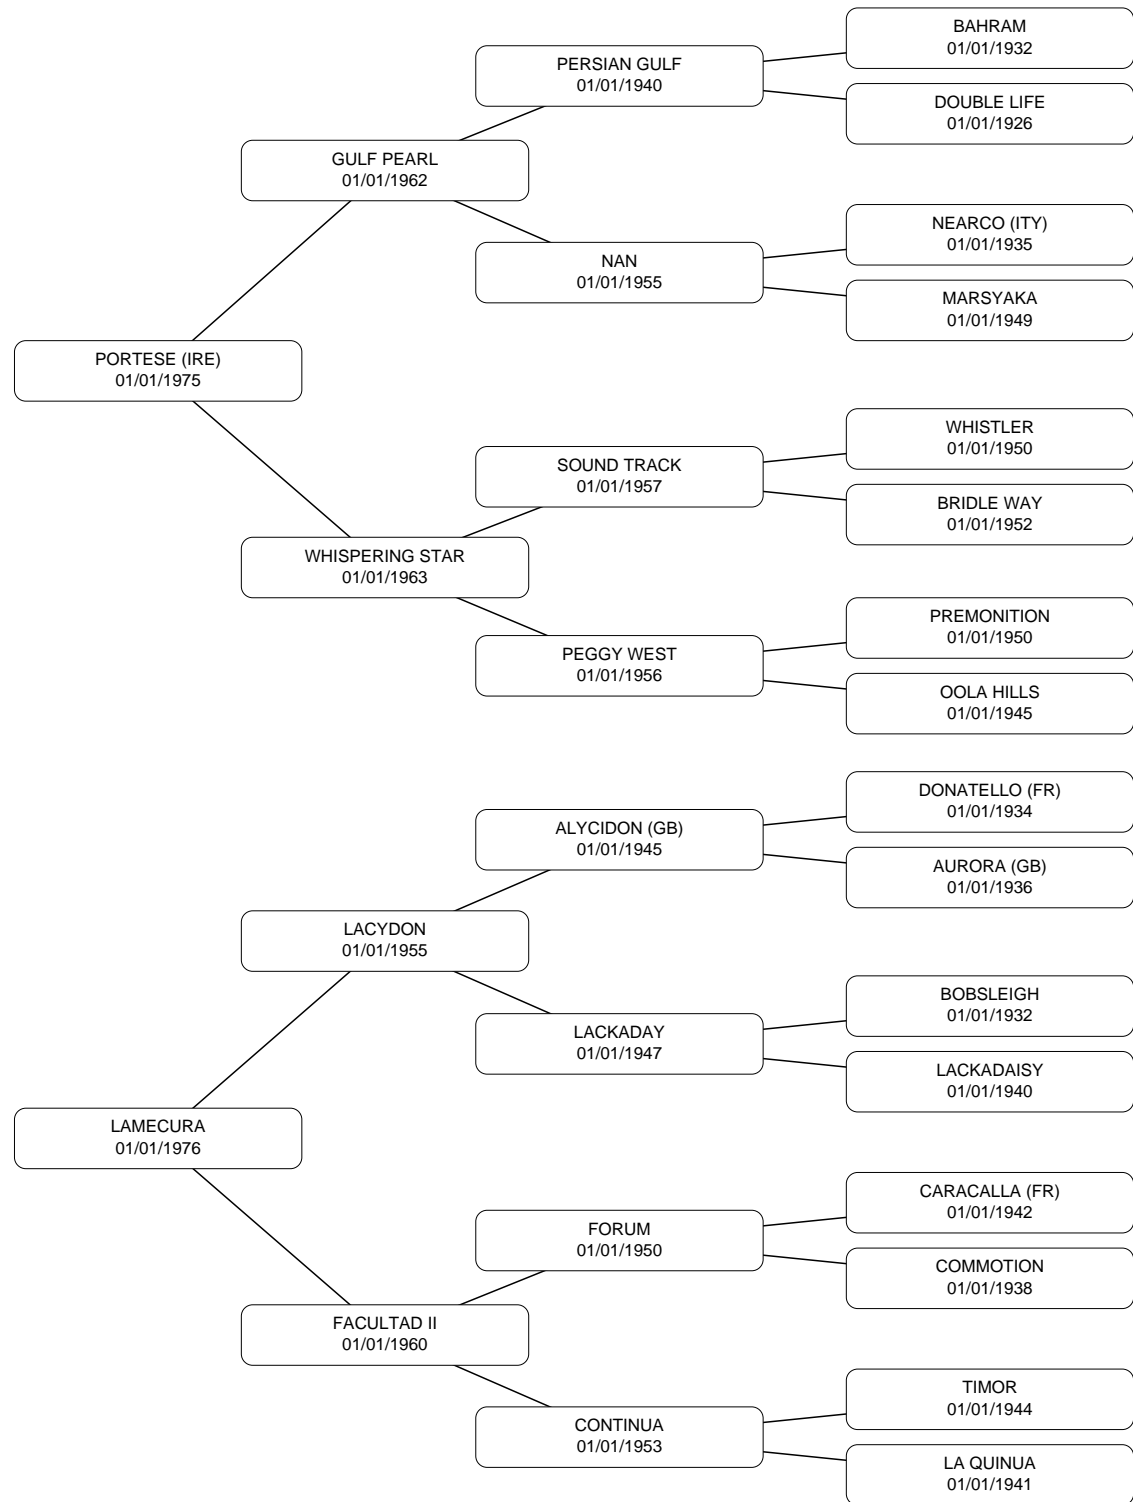 BAHRAM
01/01/1932
PERSIAN GULF
01/01/1940
DOUBLE LIFE
01/01/1926
GULF PEARL
01/01/1962
NEARCO (ITY)
01/01/1935
NAN
01/01/1955
MARSYAKA
01/01/1949
PORTESE (IRE)
01/01/1975
WHISTLER
01/01/1950
SOUND TRACK
01/01/1957
BRIDLE WAY
01/01/1952
WHISPERING STAR
01/01/1963
PREMONITION
01/01/1950
PEGGY WEST
01/01/1956
OOLA HILLS
01/01/1945
DONATELLO (FR)
01/01/1934
ALYCIDON (GB)
01/01/1945
AURORA (GB)
01/01/1936
LACYDON
01/01/1955
BOBSLEIGH
01/01/1932
LACKADAY
01/01/1947
LACKADAISY
01/01/1940
LAMECURA
01/01/1976
CARACALLA (FR)
01/01/1942
FORUM
01/01/1950
COMMOTION
01/01/1938
FACULTAD II
01/01/1960
TIMOR
01/01/1944
CONTINUA
01/01/1953
LA QUINUA
01/01/1941